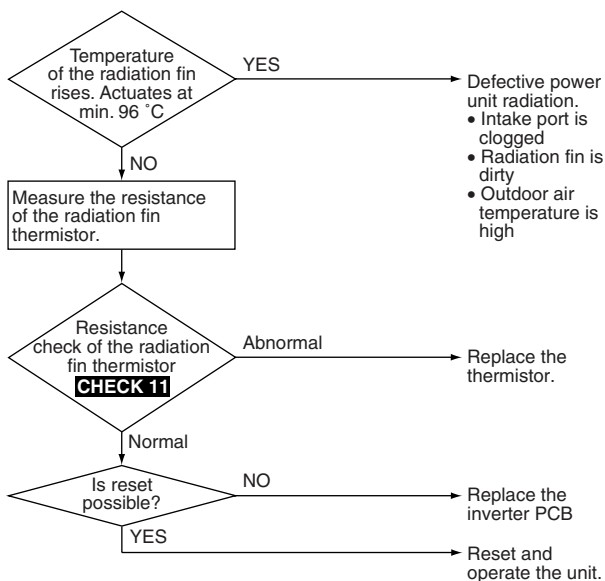 Temperature
of the radiation fin
rises. Actuates at
min. 96 ˚C
YES
Defective power
unit radiation.
• Intake port is
clogged
• Radiation fin is
dirty
• Outdoor air
temperature is
high
NO
Measure the resistance
of the radiation fin
thermistor.
Resistance
check of the radiation
fin thermistor
CHECK 11
Abnormal
Replace the
thermistor.
Normal
Is reset
possible?
NO
Replace the
inverter PCB
YES
Reset and
operate the unit.